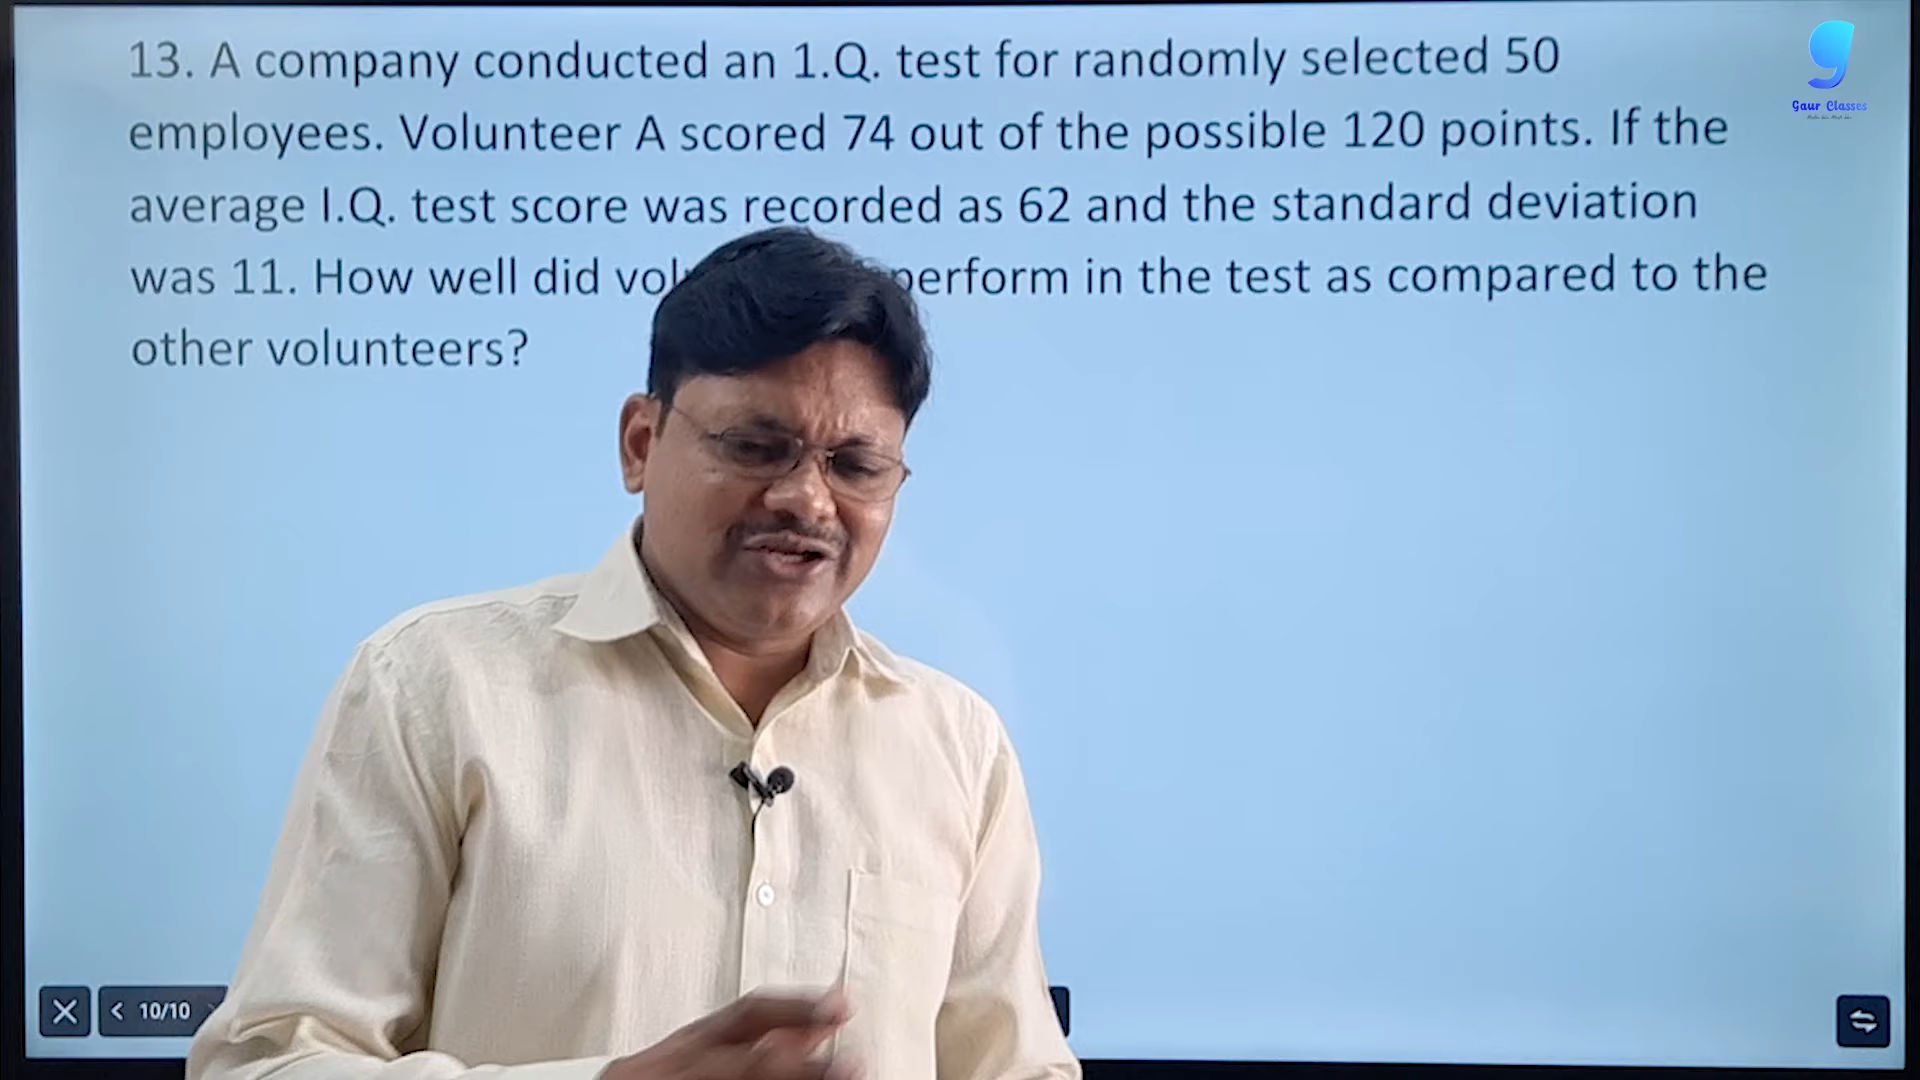 13. A company conducted an 1.Q. test for randomly selected 50
employees. Volunteer A scored 74 out of the possible 120 points. If the
average I.Q. test score was recorded as 62 and the standard deviation
was 11. How well did perform in the test as compared to the
other volunteers?
g
Gaur Classes
10/10